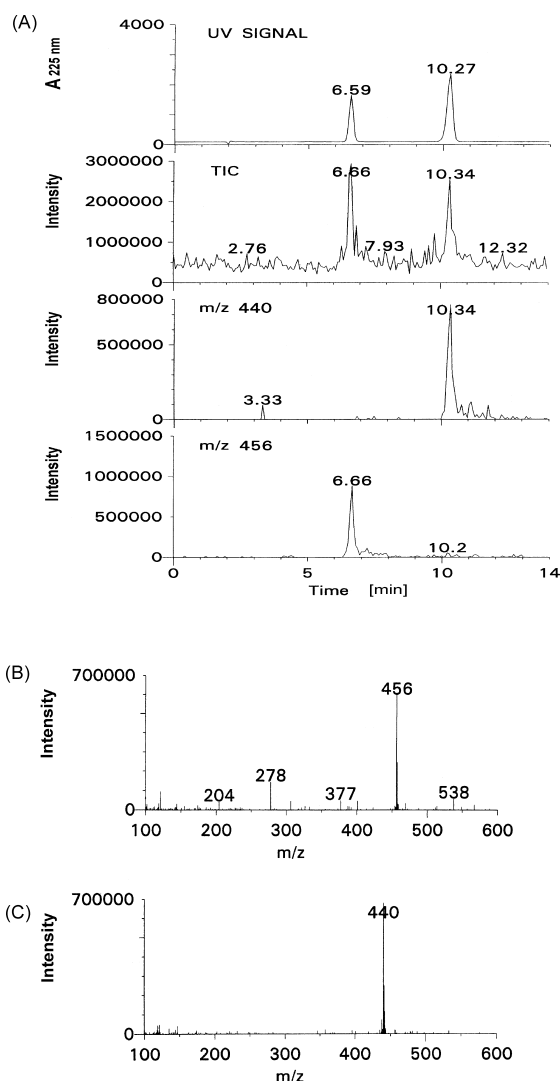 (A)
UV SIGNAL
A 225 nm
4000
2000
0
6.59
10.27
TIC
Intensity
3000000
2000000
1000000
0
2.76
6.66
7.93
10.34
12.32
m/z 440
Intensity
800000
500000
0
3.33
10.34
m/z 456
Intensity
1500000
1000000
500000
0
6.66
10.2
0 5 10 14
Time [min]
(B)
Intensity
700000
0
204
278
377
456
538
100 200 300 400 500 600
m/z
(C)
Intensity
700000
0
440
100 200 300 400 500 600
m/z